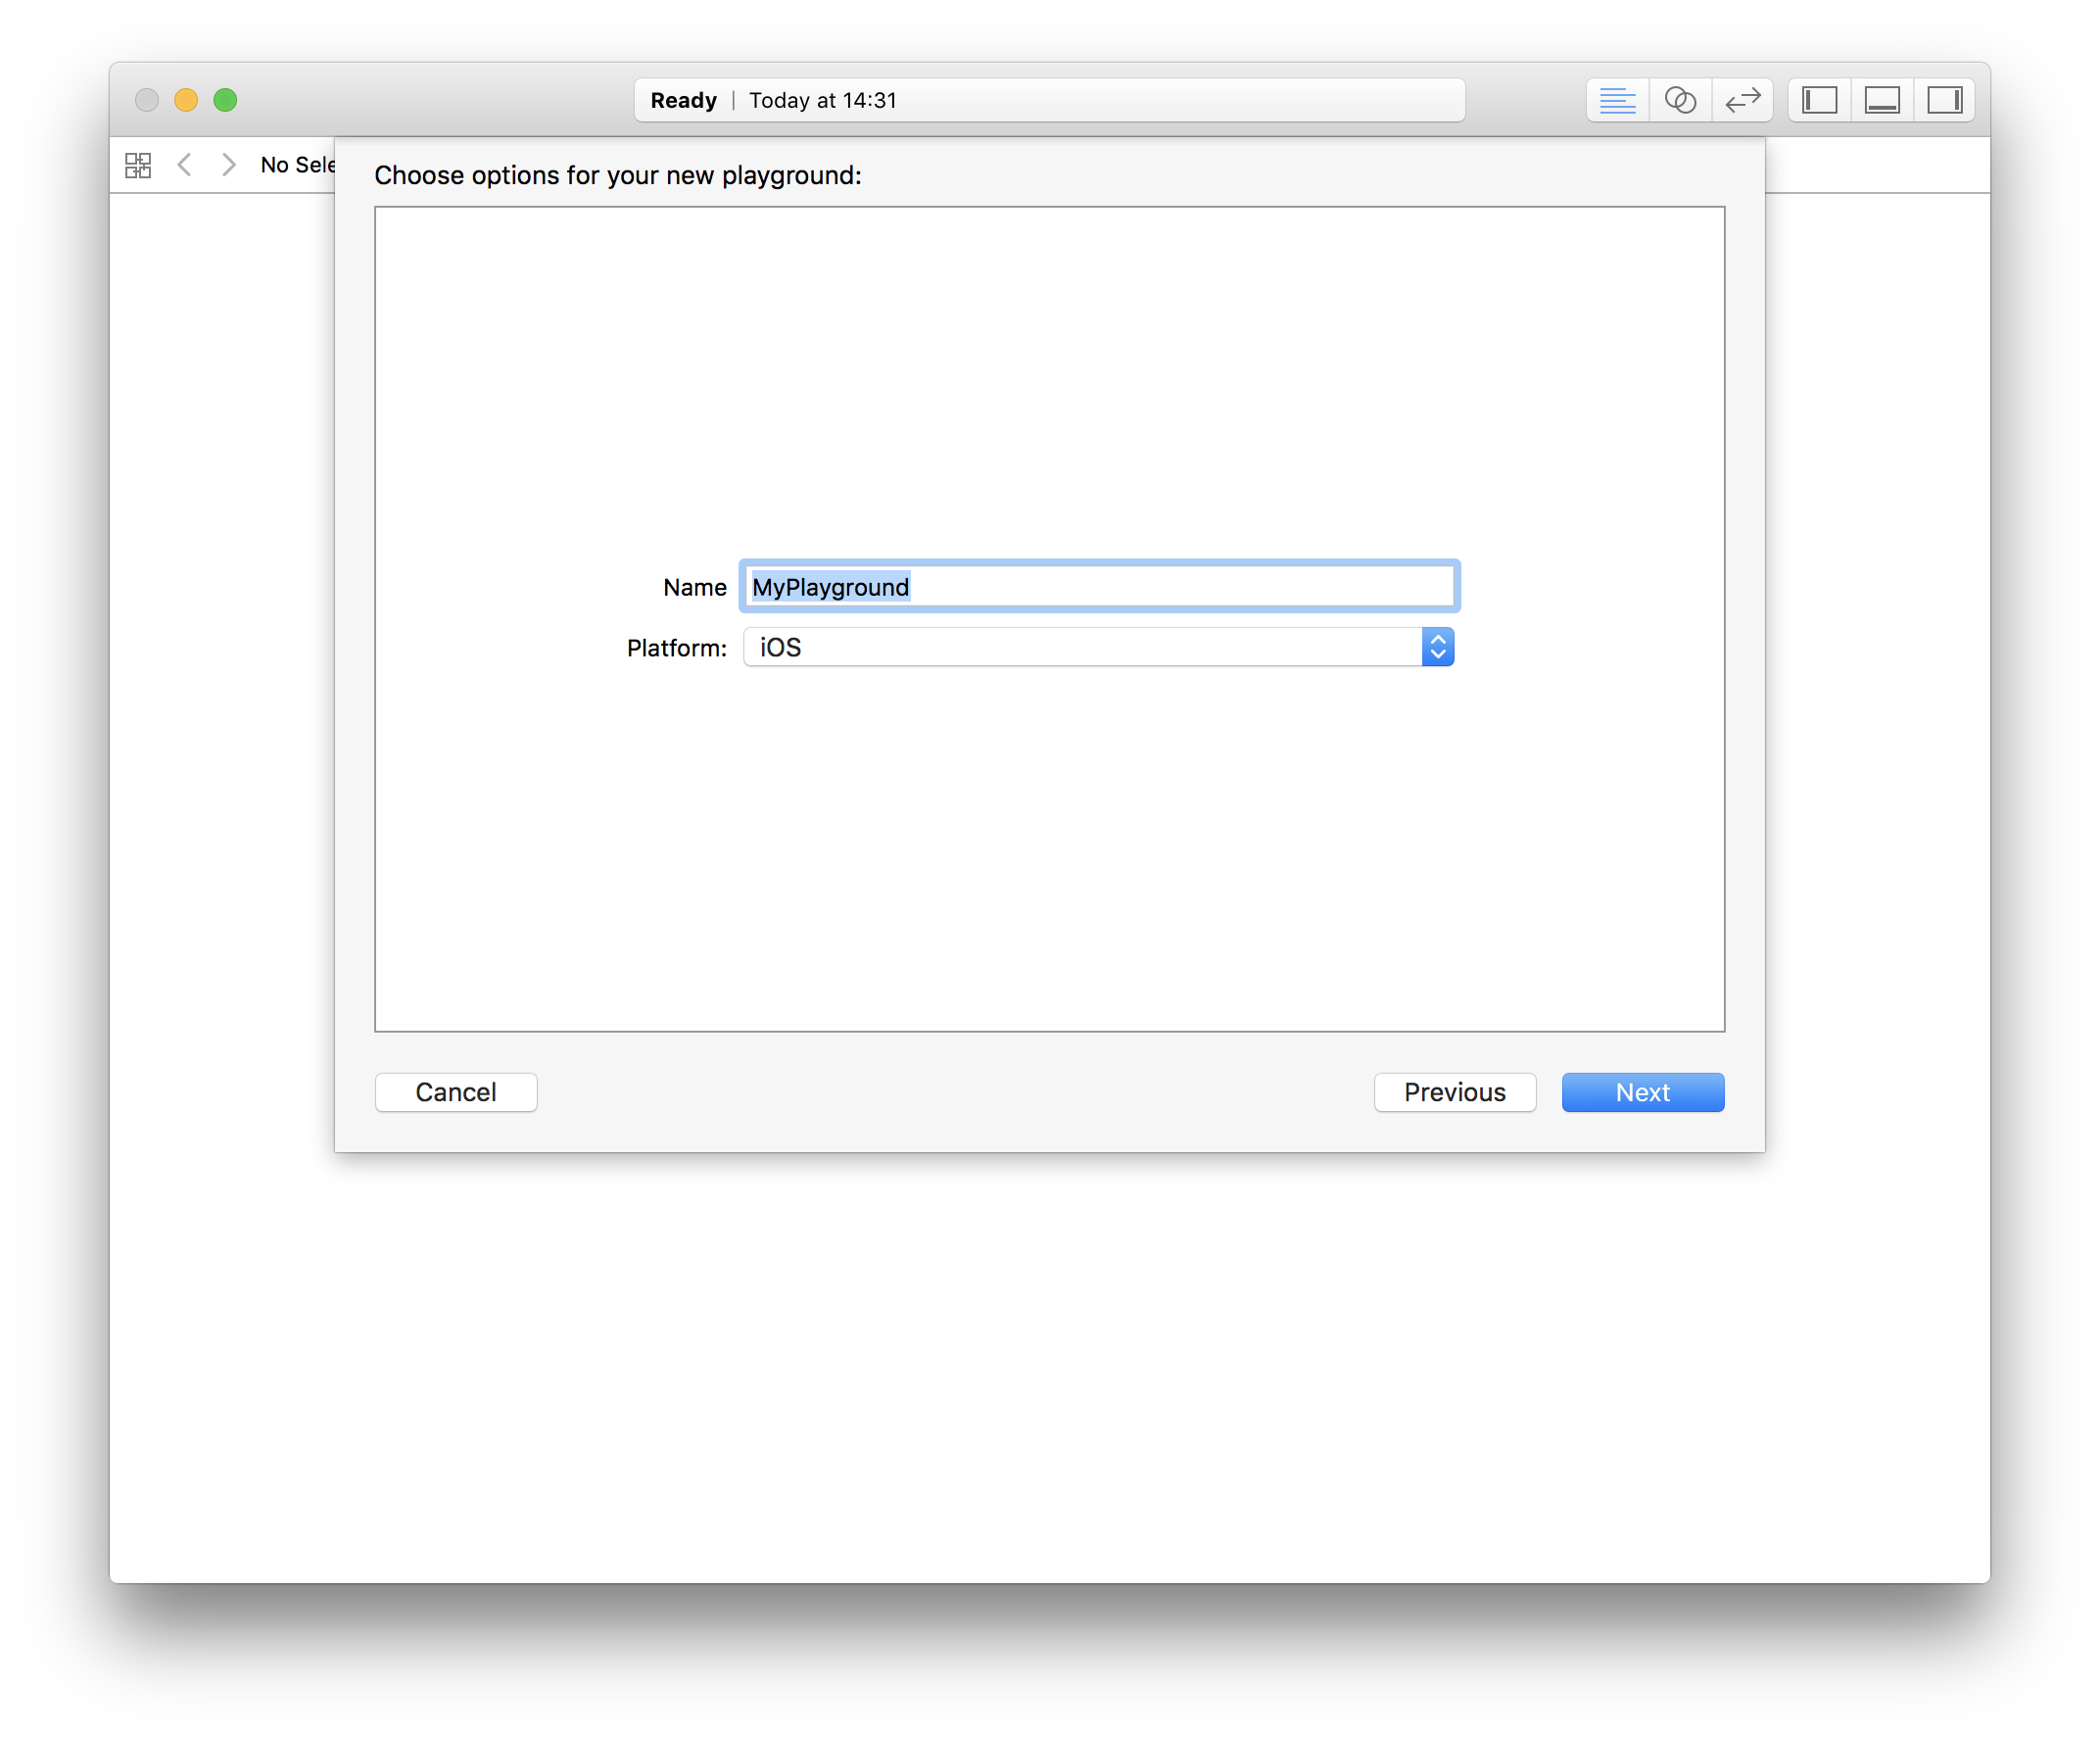 Ready | Today at 14:31
No Sele
Choose options for your new playground:
Name MyPlayground
Platform: iOS
Cancel Previous Next